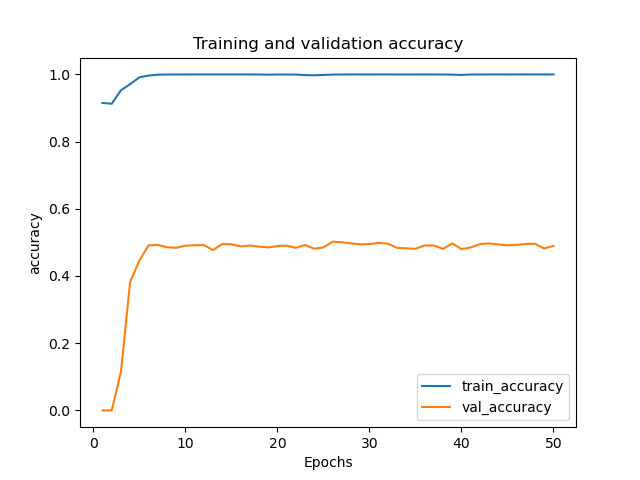 Training and validation accuracy
accuracy
1.0
0.8
0.6
0.4
0.2
0.0
0 10 20 30 40 50
Epochs
train_accuracy
val_accuracy